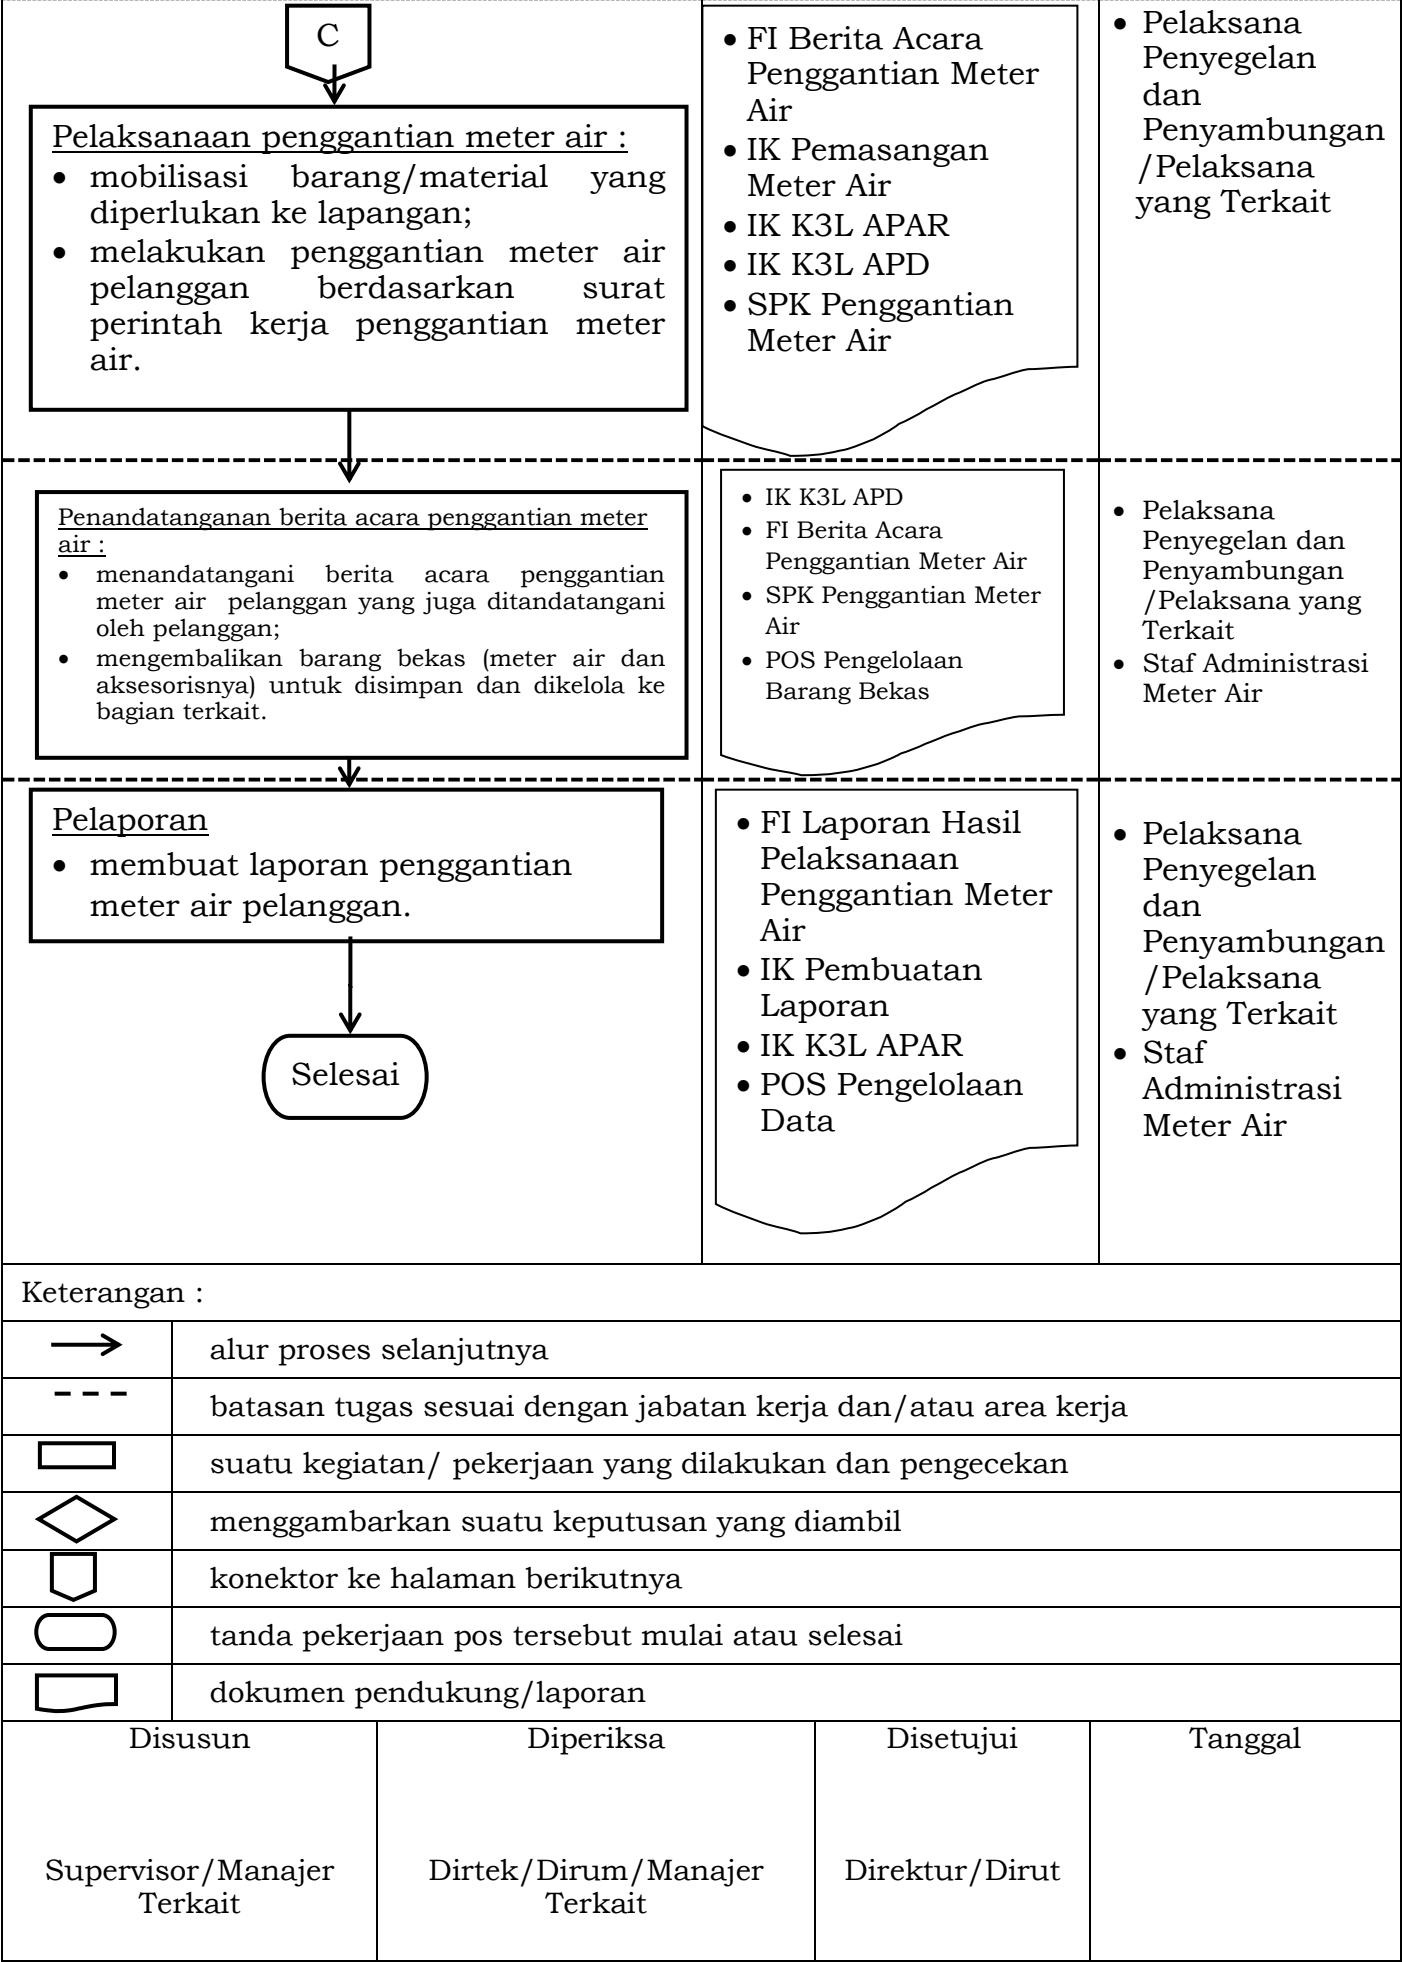 C
Pelaksanaan penggantian meter air :
• mobilisasi barang/material yang
diperlukan ke lapangan;
• melakukan penggantian meter air
pelanggan berdasarkan surat
perintah kerja penggantian meter
air.
• FI Berita Acara
Penggantian Meter
Air
• IK Pemasangan
Meter Air
• IK K3L APAR
• IK K3L APD
• SPK Penggantian
Meter Air
• Pelaksana
Penyegelan
dan
Penyambungan
/Pelaksana
yang Terkait
Penandatanganan berita acara penggantian meter
air :
• menandatangani berita acara penggantian
meter air pelanggan yang juga ditandatangani
oleh pelanggan;
• mengembalikan barang bekas (meter air dan
aksesorisnya) untuk disimpan dan dikelola ke
bagian terkait.
• IK K3L APD
• FI Berita Acara
Penggantian Meter Air
• SPK Penggantian Meter
Air
• POS Pengelolaan
Barang Bekas
• Pelaksana
Penyegelan dan
Penyambungan
/Pelaksana yang
Terkait
• Staf Administrasi
Meter Air
Pelaporan
• membuat laporan penggantian
meter air pelanggan.
Selesai
• FI Laporan Hasil
Pelaksanaan
Penggantian Meter
Air
• IK Pembuatan
Laporan
• IK K3L APAR
• POS Pengelolaan
Data
• Pelaksana
Penyegelan
dan
Penyambungan
/Pelaksana
yang Terkait
• Staf
Administrasi
Meter Air
Keterangan :
alur proses selanjutnya
batasan tugas sesuai dengan jabatan kerja dan/atau area kerja
suatu kegiatan/ pekerjaan yang dilakukan dan pengecekan
menggambarkan suatu keputusan yang diambil
konektor ke halaman berikutnya
tanda pekerjaan pos tersebut mulai atau selesai
dokumen pendukung/laporan
Disusun
Supervisor/Manajer
Terkait
Diperiksa
Dirtek/Dirum/Manajer
Terkait
Disetujui
Direktur/Dirut
Tanggal